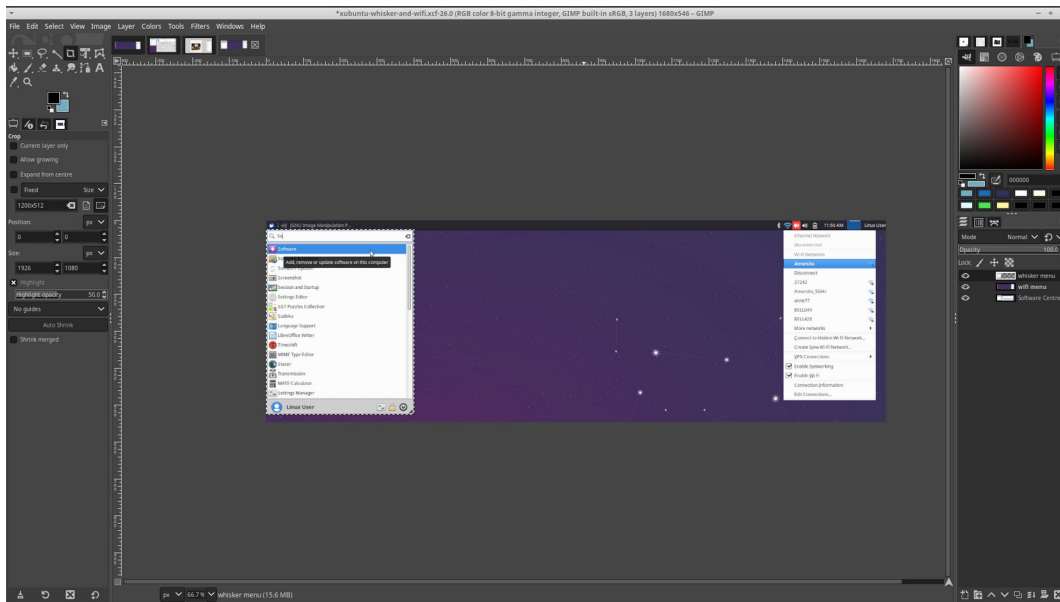 *xubuntu-whisker-and-wifi.xcf-26.0 (RGB color 8-bit gamma integer, GIMP built-in sRGB, 3 layers) 1680x546 – GIMP
File Edit Select View Image Layer Colors Tools Filters Windows Help
Crop
Current layer only
Allow growing
Expand from centre
Fixed Size
1200x512
Position: px
0 0
Size: px
1926 1080
Highlight
Highlight opacity 50.0
No guides
Auto Shrink
Shrink merged
11:50 AM Linux User
So
Software
Add, remove or update software on this computer
Screenshot
Session and Startup
Settings Editor
SGT Puzzles Collection
Sudoku
Language Support
LibreOffice Writer
Timeshift
MIME Type Editor
Stacer
Transmission
MATE Calculator
Settings Manager
Linux User
Ethernet Network
disconnected
Wi-Fi Networks
Disconnect
27292
anne77
BELL049
BELL428
More networks
Connect to Hidden Wi-Fi Network...
Create New Wi-Fi Network...
VPN Connections
Enable Networking
Enable Wi-Fi
Connection Information
Edit Connections...
000000
Mode Normal
Opacity 100.0
Lock:
whisker menu
wifi menu
Software Centre
px 66.7 % whisker menu (15.6 MB)